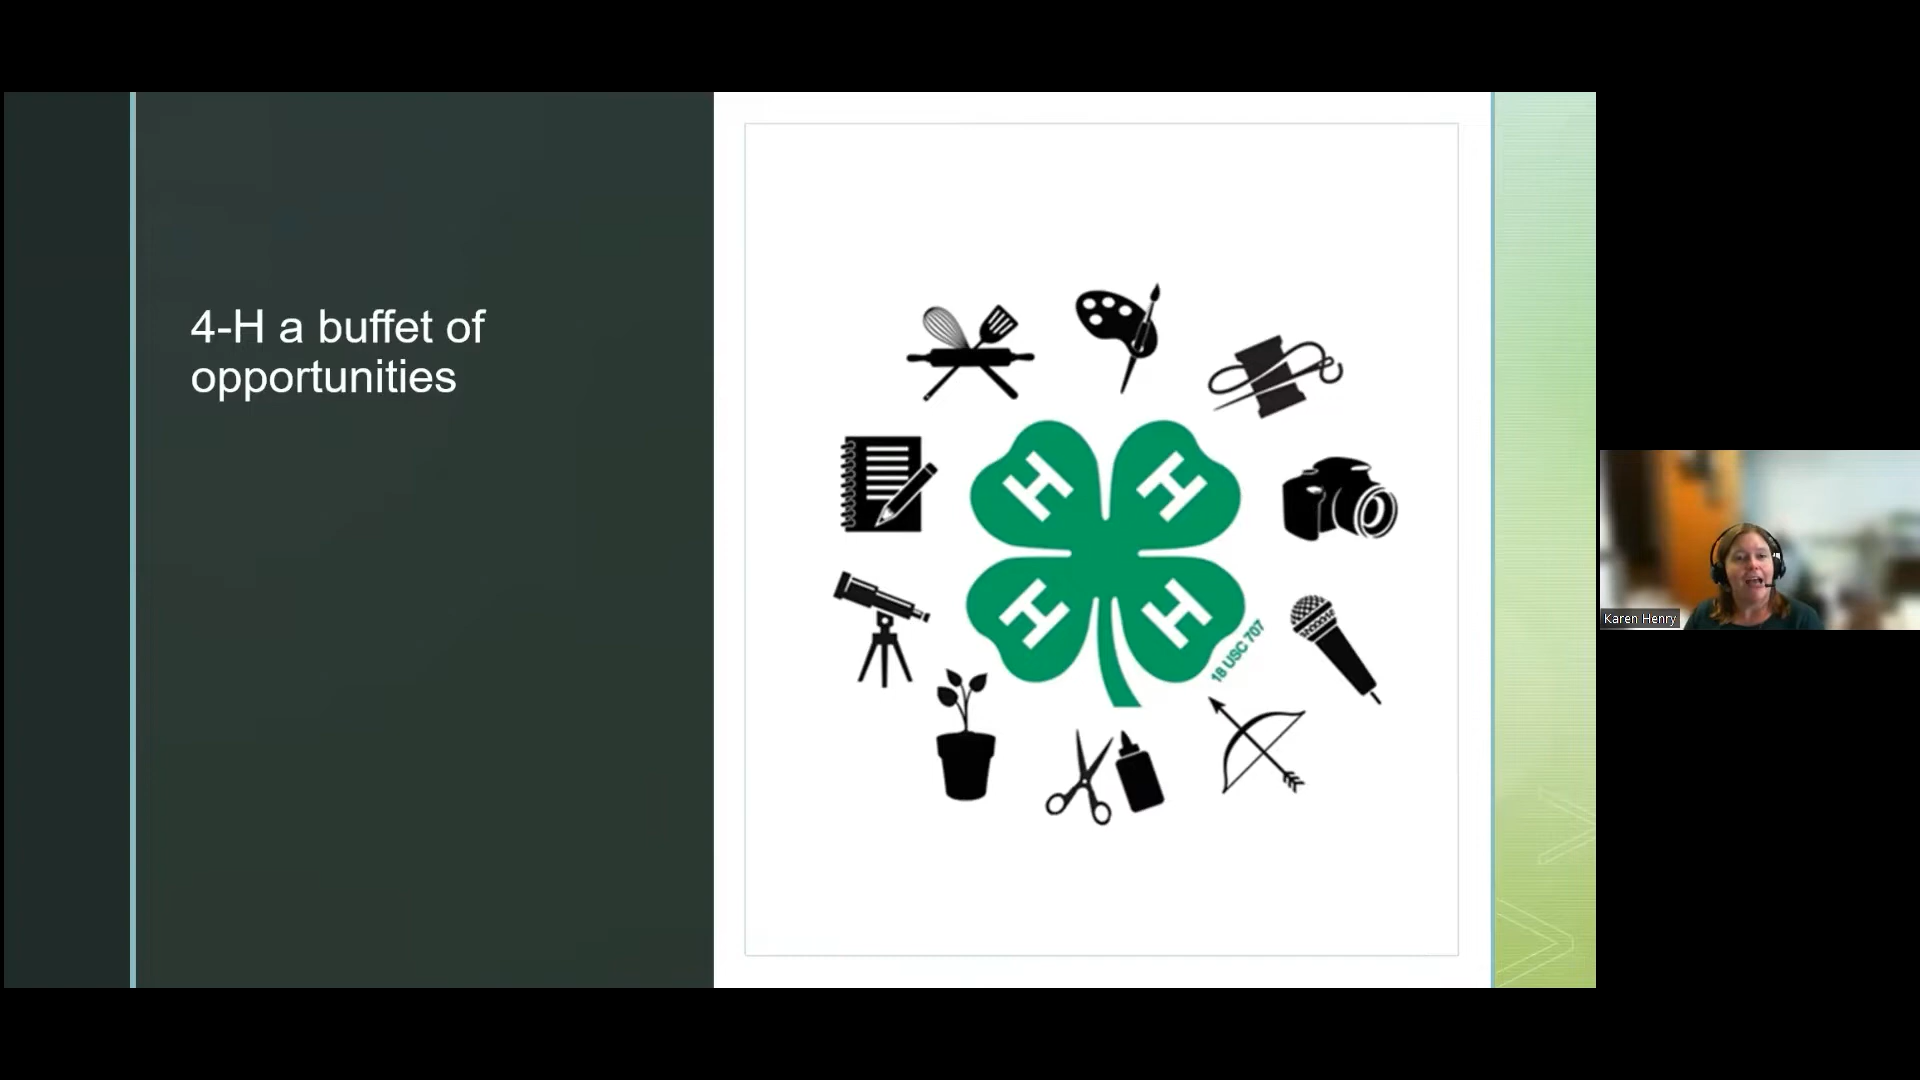 4-H a buffet of
opportunities
H H
H H
18 USC 707
Karen Henry